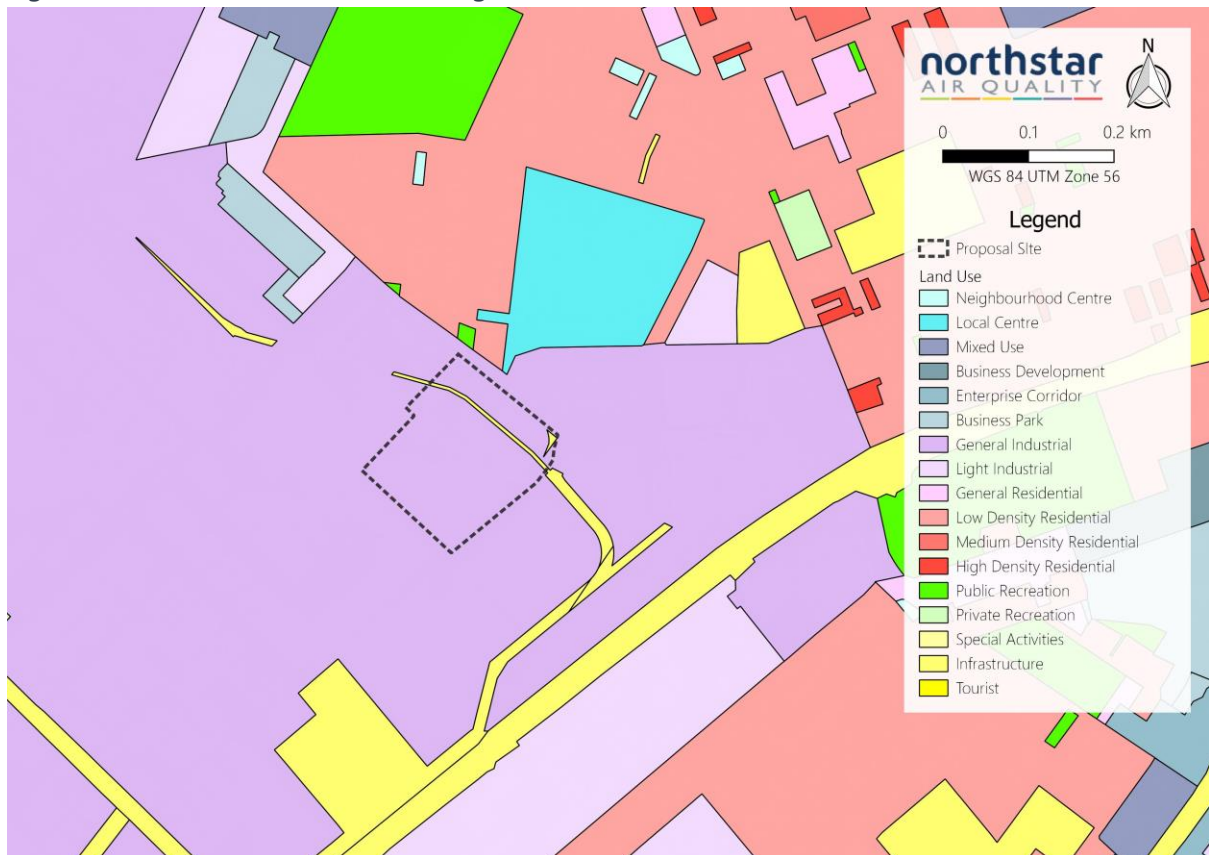 northstar
AIR QUALITY
N
0 0.1 0.2 km
WGS 84 UTM Zone 56
Legend
Proposal SIte
Land Use
Neighbourhood Centre
Local Centre
Mixed Use
Business Development
Enterprise Corridor
Business Park
General Industrial
Light Industrial
General Residential
Low Density Residential
Medium Density Residential
High Density Residential
Public Recreation
Private Recreation
Special Activities
Infrastructure
Tourist